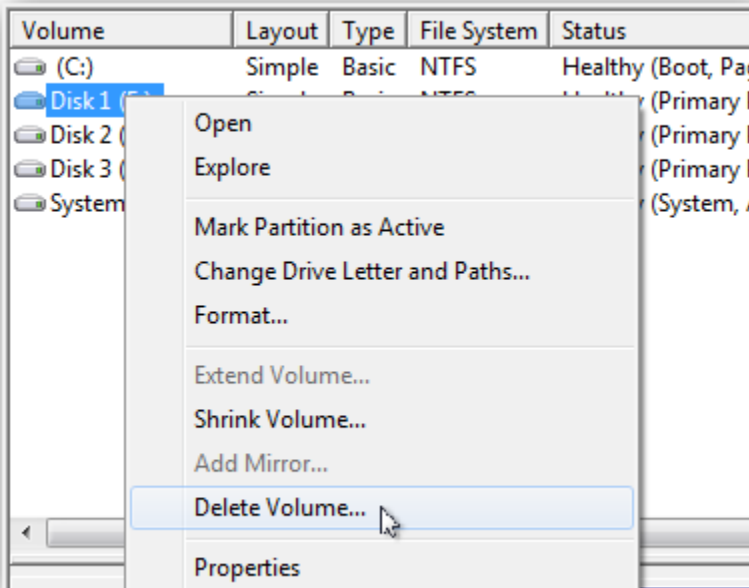 Volume Layout Type File System Status
(C:) Simple Basic NTFS Healthy (Boot, Pa
Disk 1 (Primary
Disk 2 ( (Primary
Disk 3 ( (Primary
System (System,
Open
Explore
Mark Partition as Active
Change Drive Letter and Paths...
Format...
Extend Volume...
Shrink Volume...
Add Mirror...
Delete Volume...
Properties